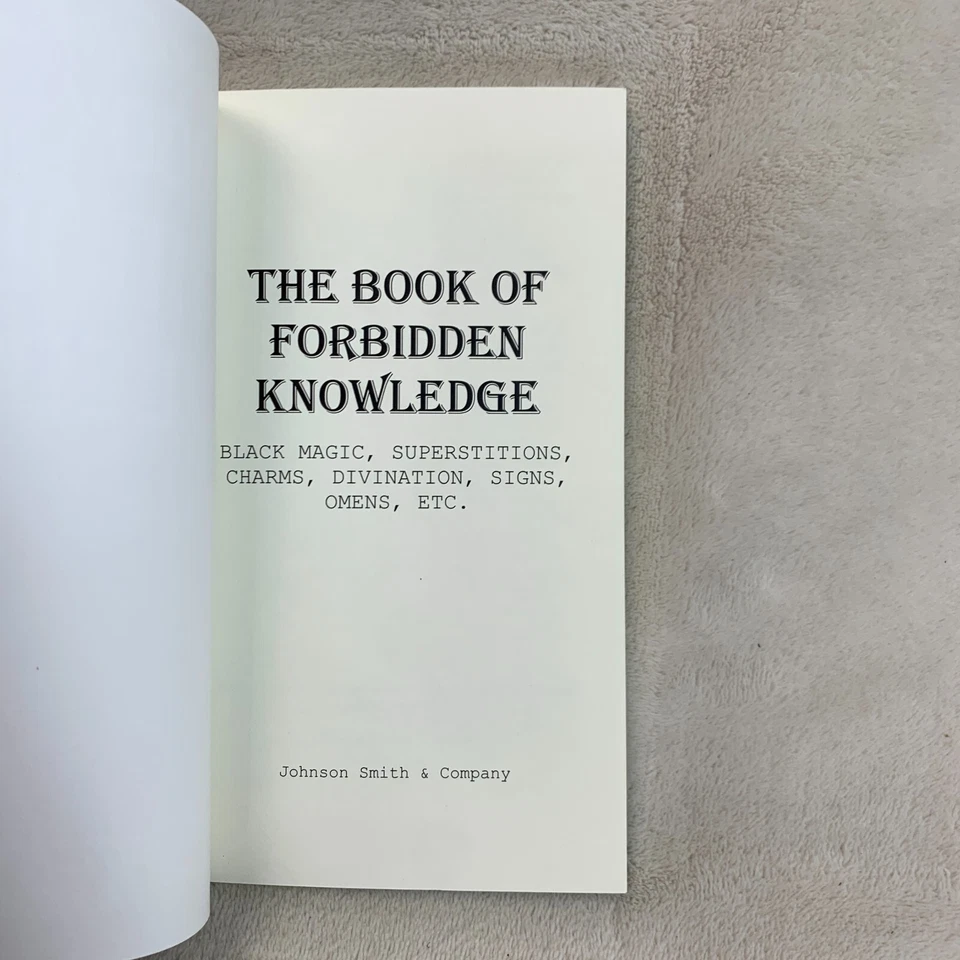 THE BOOK OF
FORBIDDEN
KNOWLEDGE
BLACK MAGIC, SUPERSTITIONS,
CHARMS, DIVINATION, SIGNS,
OMENS, ETC.
Johnson Smith & Company